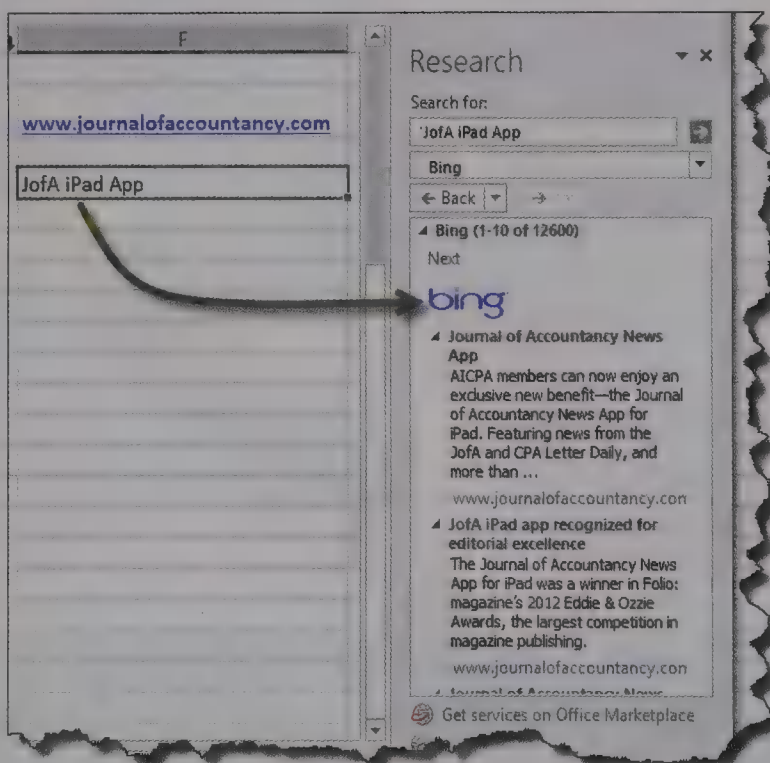 F
www.journalofaccountancy.com
JofA iPad App
Research
Search for:
'JofA iPad App
Bing
Back
Bing (1-10 of 12600)
Next
bing
Journal of Accountancy News
App
AICPA members can now enjoy an
exclusive new benefit—the Journal
of Accountancy News App for
iPad. Featuring news from the
JofA and CPA Letter Daily, and
more than ...
www.journalofaccountancy.con
JofA iPad app recognized for
editorial excellence
The Journal of Accountancy News
App for iPad was a winner in Folio:
magazine's 2012 Eddie & Ozzie
Awards, the largest competition in
magazine publishing.
www.journalofaccountancy.con
Journal of Accountancy News
Get services on Office Marketplace